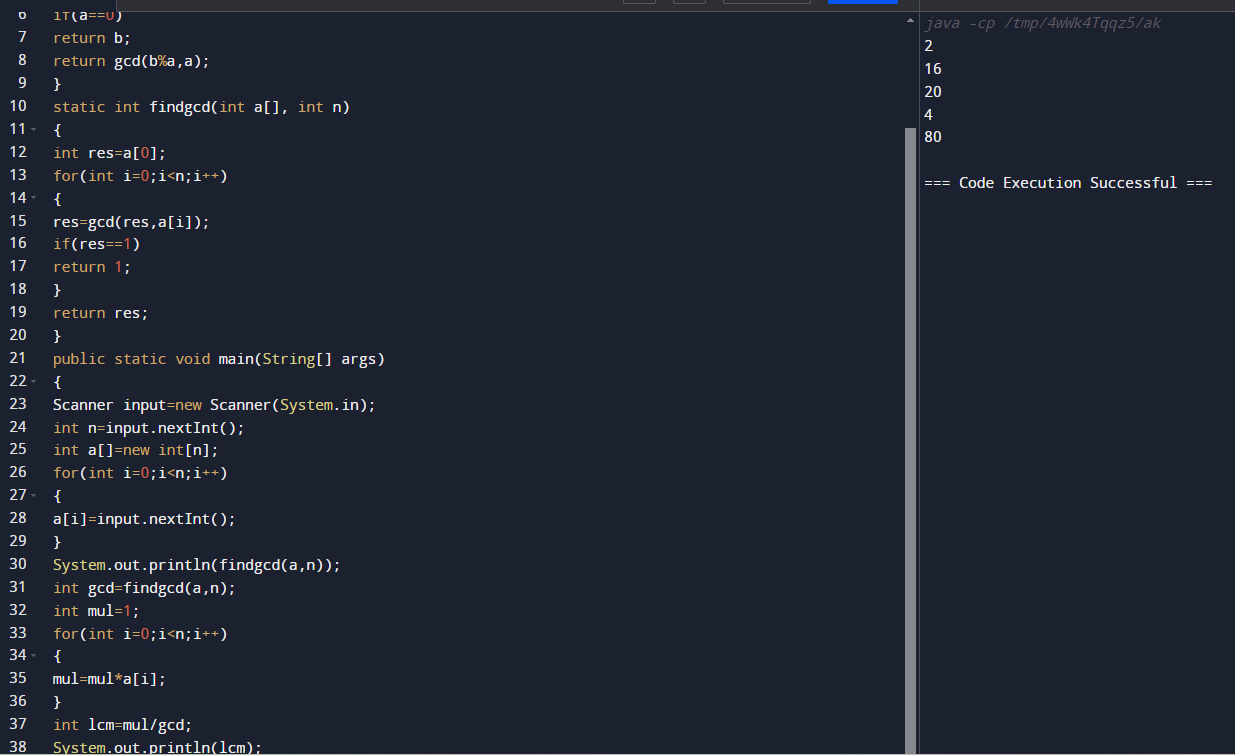 6 if(a==0)
7 return b;
8 return gcd(b%a,a);
9 }
10 static int findgcd(int a[], int n)
11 {
12 int res=a[0];
13 for(int i=0;i<n;i++)
14 {
15 res=gcd(res,a[i]);
16 if(res==1)
17 return 1;
18 }
19 return res;
20 }
21 public static void main(String[] args)
22 {
23 Scanner input=new Scanner(System.in);
24 int n=input.nextInt();
25 int a[]=new int[n];
26 for(int i=0;i<n;i++)
27 {
28 a[i]=input.nextInt();
29 }
30 System.out.println(findgcd(a,n));
31 int gcd=findgcd(a,n);
32 int mul=1;
33 for(int i=0;i<n;i++)
34 {
35 mul=mul*a[i];
36 }
37 int lcm=mul/gcd;
38 System.out.println(lcm);
java -cp /tmp/4wWk4Tqqz5/ak
2
16
20
4
80
=== Code Execution Successful ===